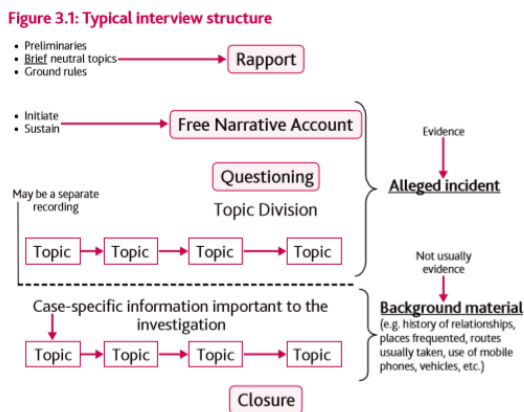 Figure 3.1: Typical interview structure
• Preliminaries
• Brief neutral topics
• Ground rules
Rapport
• Initiate
• Sustain
Free Narrative Account
Evidence
Alleged incident
Questioning
May be a separate
recording
Topic Division
Topic Topic Topic Topic
Not usually
evidence
Case-specific information important to the
investigation
Background material
(e.g. history of relationships,
places frequented, routes
usually taken, use of mobile
phones, vehicles, etc.)
Topic Topic Topic Topic
Closure